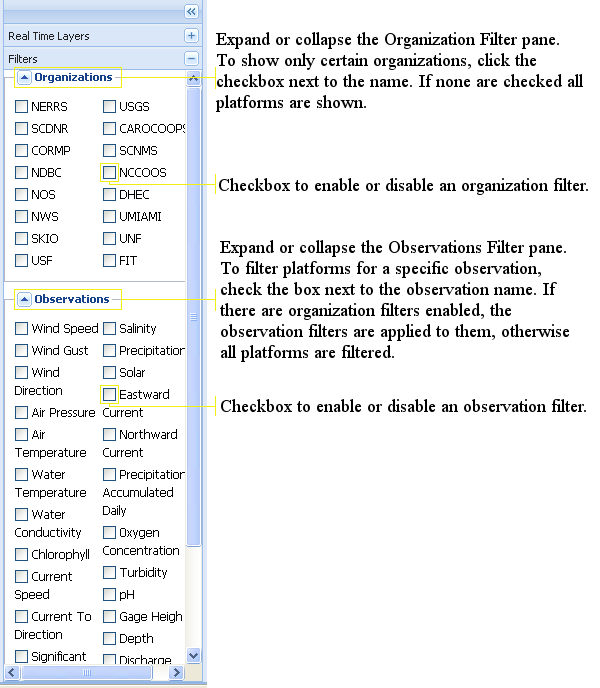 Real Time Layers
Filters
Organizations
NERRS
USGS
SCDNR
CAROCOOPS
CORMP
SCNMS
NDBC
NCCOOS
NOS
DHEC
NWS
UMIAMI
SKIO
UNF
USF
FIT
Observations
Wind Speed
Salinity
Wind Gust
Precipitation
Wind
Direction
Solar
Eastward
Current
Air Pressure
Air
Temperature
Northward
Current
Water
Temperature
Precipitation
Accumulated
Daily
Water
Conductivity
Oxygen
Concentration
Chlorophyll
Turbidity
Current
Speed
pH
Current To
Direction
Gage Heigh
Depth
Significant
Discharge
Expand or collapse the Organization Filter pane.
To show only certain organizations, click the
checkbox next to the name. If none are checked all
platforms are shown.
Checkbox to enable or disable an organization filter.
Expand or collapse the Observations Filter pane.
To filter platforms for a specific observation,
check the box next to the observation name. If
there are organization filters enabled, the
observation filters are applied to them, otherwise
all platforms are filtered.
Checkbox to enable or disable an observation filter.